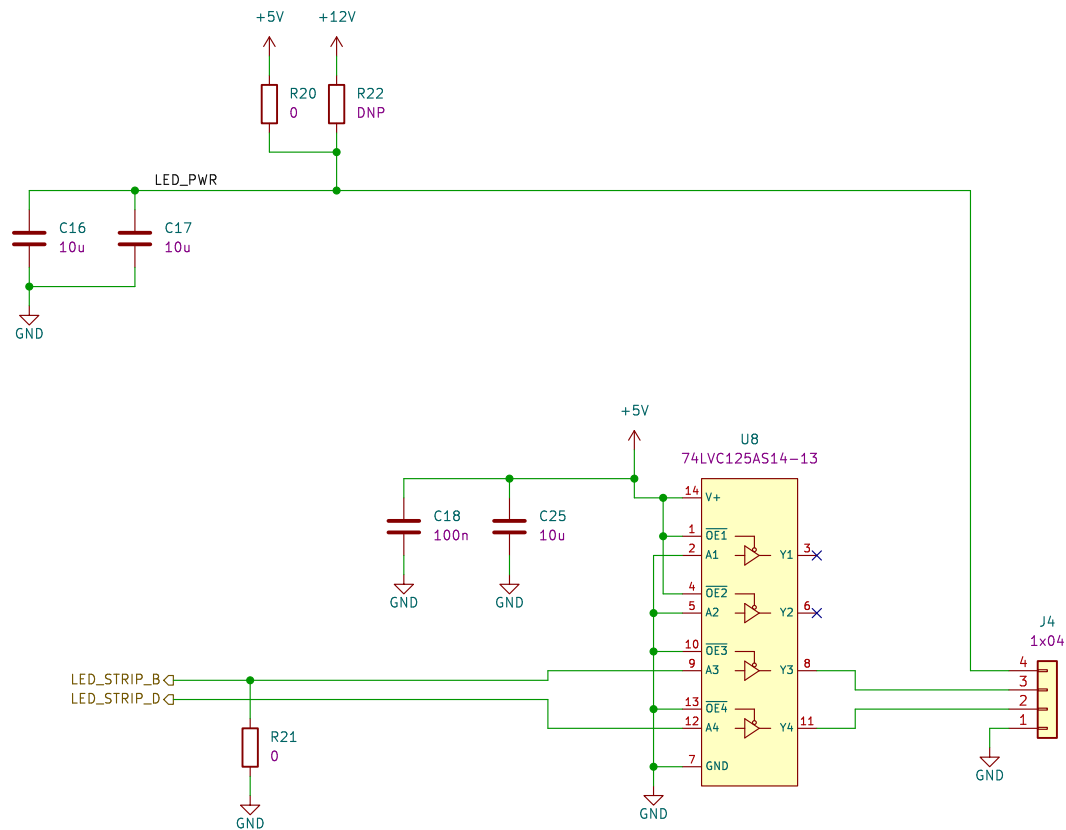 +5V
+12V
R20
0
R22
DNP
LED_PWR
C16
10u
C17
10u
GND
+5V
U8
74LVC125AS14-13
14
V+
C18
100n
C25
10u
1
OE1
2
A1
Y1
3
GND
GND
4
OE2
5
A2
Y2
6
J4
1x04
10
OE3
9
A3
Y3
8
4
3
2
1
LED_STRIP_B
LED_STRIP_D
13
OE4
12
A4
Y4
11
R21
0
7
GND
GND
GND
GND